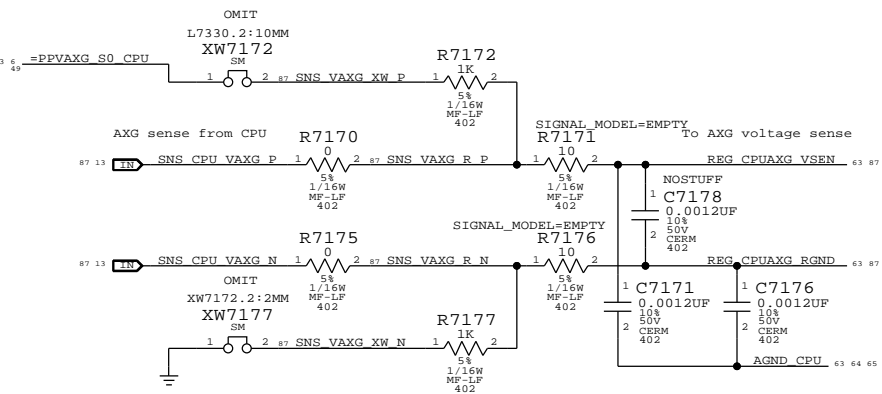 OMIT
L7330.2:10MM
XW7172
SM
3 6
49
=PPVAXG_S0_CPU
1 2
87 SNS_VAXG_XW_P
R7172
1K
1 2
5%
1/16W
MF-LF
402
AXG sense from CPU
87 13 IN SNS_CPU_VAXG_P
R7170
0
1 2
5%
1/16W
MF-LF
402
87 SNS_VAXG_R_P
SIGNAL_MODEL=EMPTY
R7171
10
1 2
5%
1/16W
MF-LF
402
To AXG voltage sense
REG_CPUAXG_VSEN 63 87
NOSTUFF
1 C7178
0.0012UF
10%
50V
2 CERM
402
87 13 IN SNS_CPU_VAXG_N
R7175
0
1 2
5%
1/16W
MF-LF
402
87 SNS_VAXG_R_N
SIGNAL_MODEL=EMPTY
R7176
10
1 2
5%
1/16W
MF-LF
402
REG_CPUAXG_RGND 63 87
OMIT
XW7172.2:2MM
XW7177
SM
1 2
87 SNS_VAXG_XW_N
R7177
1K
1 2
5%
1/16W
MF-LF
402
1 C7171
0.0012UF
10%
50V
2 CERM
402
1 C7176
0.0012UF
10%
50V
2 CERM
402
AGND_CPU 63 64 65